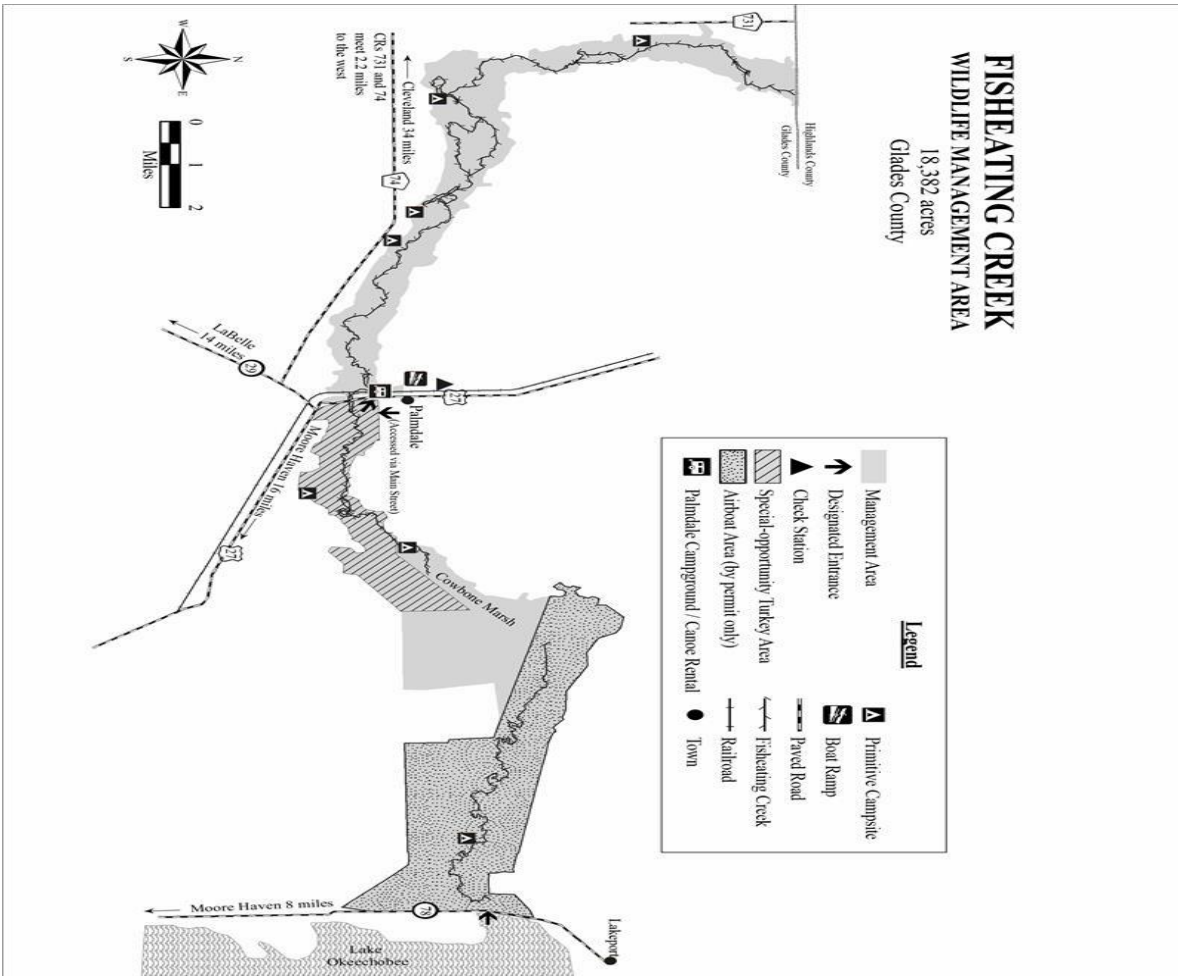 FISHEATING CREEK
WILDLIFE MANAGEMENT AREA
18,382 acres
Glades County
Highlands County
Glades County
731
CRs 731 and 74
meet 2.2 miles
to the west
Cleveland 34 miles
74
W
N
S
E
0
1
2
Miles
LaBelle
14 miles
29
27
Palmdale
(Accessed via Main Street)
Moore Haven 16 miles
27
Cowbone Marsh
Legend
Management Area
Designated Entrance
Check Station
Special-opportunity Turkey Area
Airboat Area (by permit only)
Palmdale Campground / Canoe Rental
Primitive Campsite
Boat Ramp
Paved Road
Fisheating Creek
Railroad
Town
Moore Haven 8 miles
78
Lakeport
Lake
Okeechobee